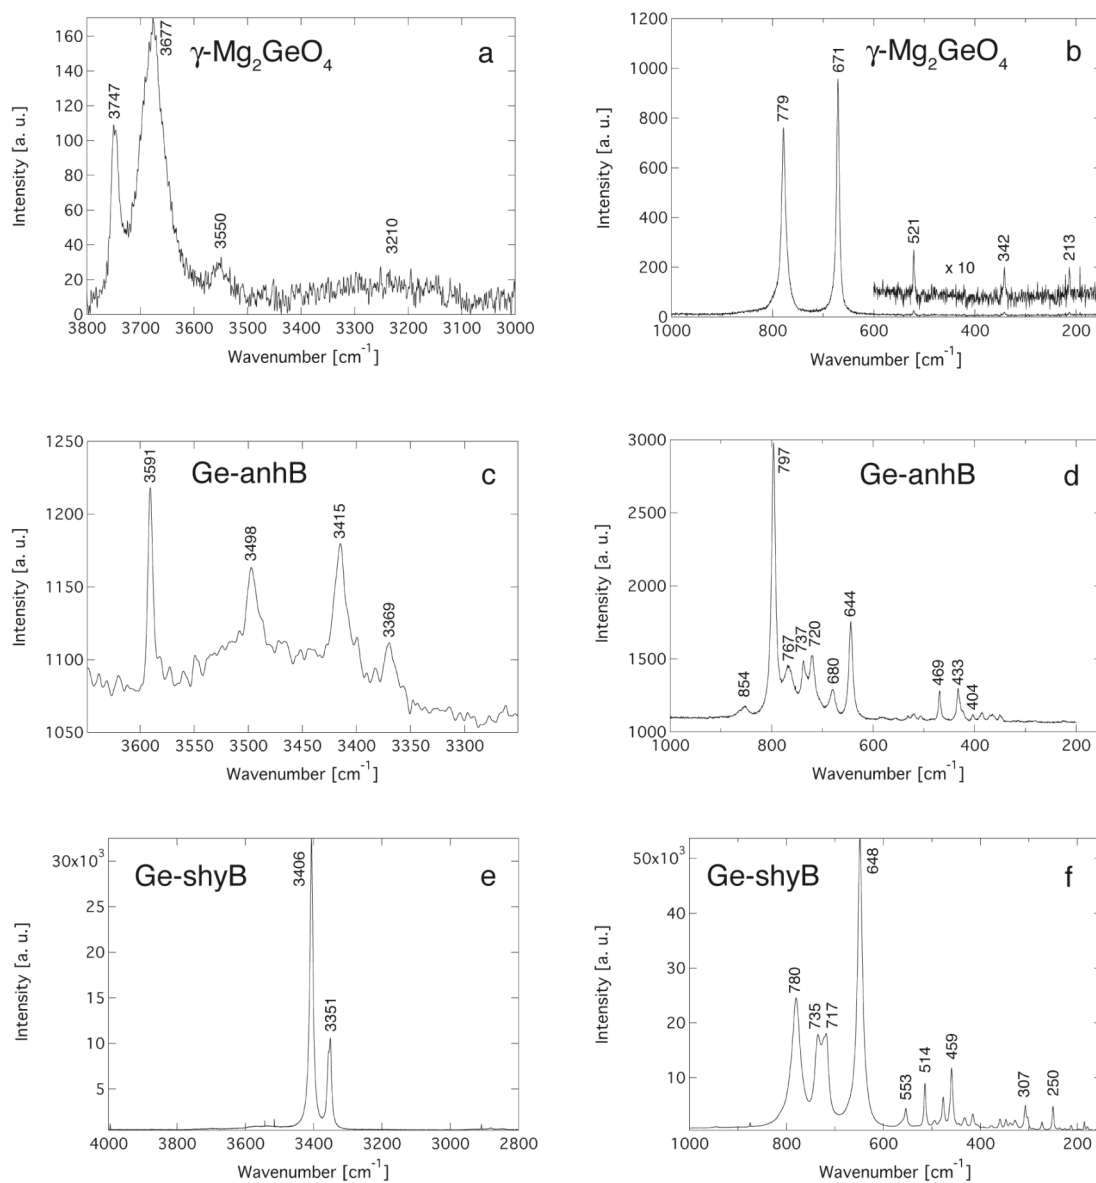 γ-Mg₂GeO₄
a
3677
3747
3550
3210
160
140
120
100
80
60
40
20
0
Intensity [a. u.]
3800 3700 3600 3500 3400 3300 3200 3100 3000
Wavenumber [cm⁻¹]
γ-Mg₂GeO₄
b
671
779
521
342
213
x 10
1200
1000
800
600
400
200
0
Intensity [a. u.]
1000 800 600 400 200
Wavenumber [cm⁻¹]
Ge-anhB
c
3591
3498
3415
3369
1250
1200
1150
1100
1050
Intensity [a. u.]
3600 3550 3500 3450 3400 3350 3300
Wavenumber [cm⁻¹]
Ge-anhB
d
797
854
767
737
720
680
644
469
433
404
3000
2500
2000
1500
1000
Intensity [a. u.]
1000 800 600 400 200
Wavenumber [cm⁻¹]
Ge-shyB
e
3406
3351
30x10³
25
20
15
10
5
Intensity [a. u.]
4000 3800 3600 3400 3200 3000 2800
Wavenumber [cm⁻¹]
Ge-shyB
f
648
780
735
717
553
514
459
307
250
50x10³
40
30
20
10
Intensity [a. u.]
1000 800 600 400 200
Wavenumber [cm⁻¹]